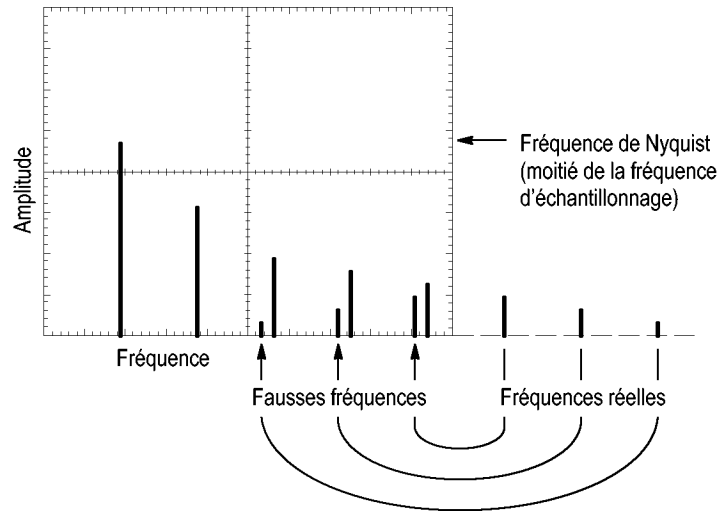 Amplitude
Fréquence de Nyquist
(moitié de la fréquence
d'échantillonnage)
Fréquence
Fausses fréquences
Fréquences réelles